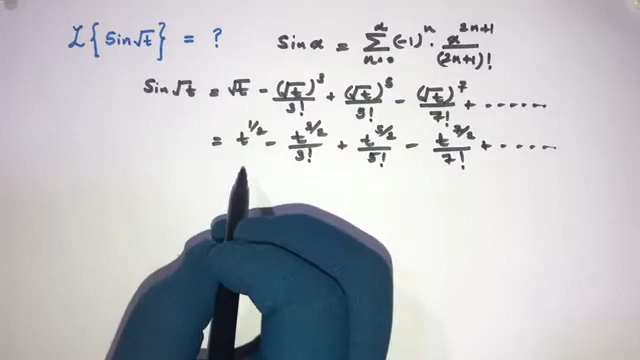 L{Sin√t} = ? Sin x = ∑_{n=0}^{∞} (-1)^n · x^{2n+1}/(2n+1)!
Sin√t = √t - (√t)^3/3! + (√t)^5/5! - (√t)^7/7! + ......
= t^{1/2} - t^{3/2}/3! + t^{5/2}/5! - t^{7/2}/7! + .....